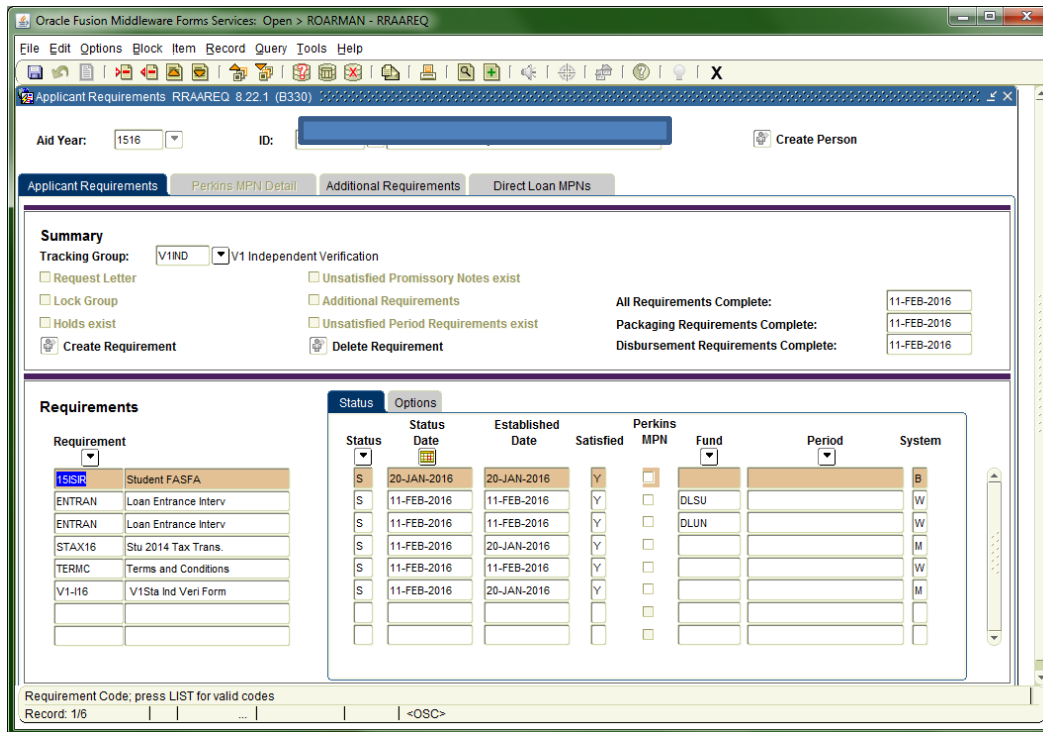 Oracle Fusion Middleware Forms Services: Open > ROARMAN - RRAAREQ
File Edit Options Block Item Record Query Tools Help
X
Applicant Requirements RRAAREQ 8.22.1 (B330)
Aid Year: 1516 ID: Create Person
Applicant Requirements Perkins MPN Detail Additional Requirements Direct Loan MPNs
Summary
Tracking Group: V1IND V1 Independent Verification
Request Letter Unsatisfied Promissory Notes exist
Lock Group Additional Requirements All Requirements Complete: 11-FEB-2016
Holds exist Unsatisfied Period Requirements exist Packaging Requirements Complete: 11-FEB-2016
Create Requirement Delete Requirement Disbursement Requirements Complete: 11-FEB-2016
Requirements Status Options
Requirement Status Status Date Established Date Satisfied Perkins MPN Fund Period System
15ISIR Student FASFA S 20-JAN-2016 20-JAN-2016 Y B
ENTRAN Loan Entrance Interv S 11-FEB-2016 11-FEB-2016 Y DLSU W
ENTRAN Loan Entrance Interv S 11-FEB-2016 11-FEB-2016 Y DLUN W
STAX16 Stu 2014 Tax Trans. S 11-FEB-2016 20-JAN-2016 Y M
TERMC Terms and Conditions S 11-FEB-2016 11-FEB-2016 Y W
V1-I16 V1Sta Ind Veri Form S 11-FEB-2016 20-JAN-2016 Y M
Requirement Code; press LIST for valid codes
Record: 1/6 ... <OSC>